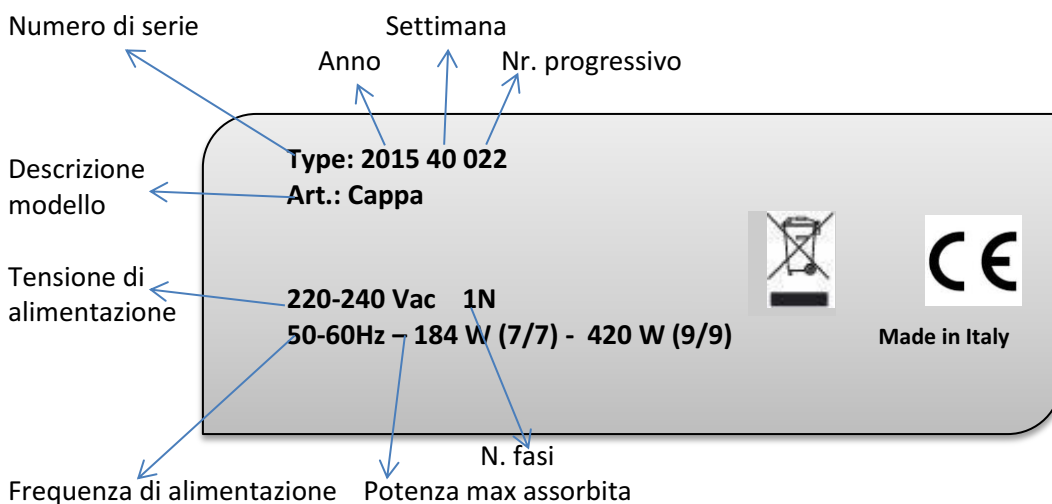 Numero di serie
Settimana
Anno
Nr. progressivo
Type: 2015 40 022
Descrizione
modello
Art.: Cappa
CE
Tensione di
alimentazione
220-240 Vac 1N
50-60Hz – 184 W (7/7) - 420 W (9/9)
Made in Italy
N. fasi
Frequenza di alimentazione
Potenza max assorbita